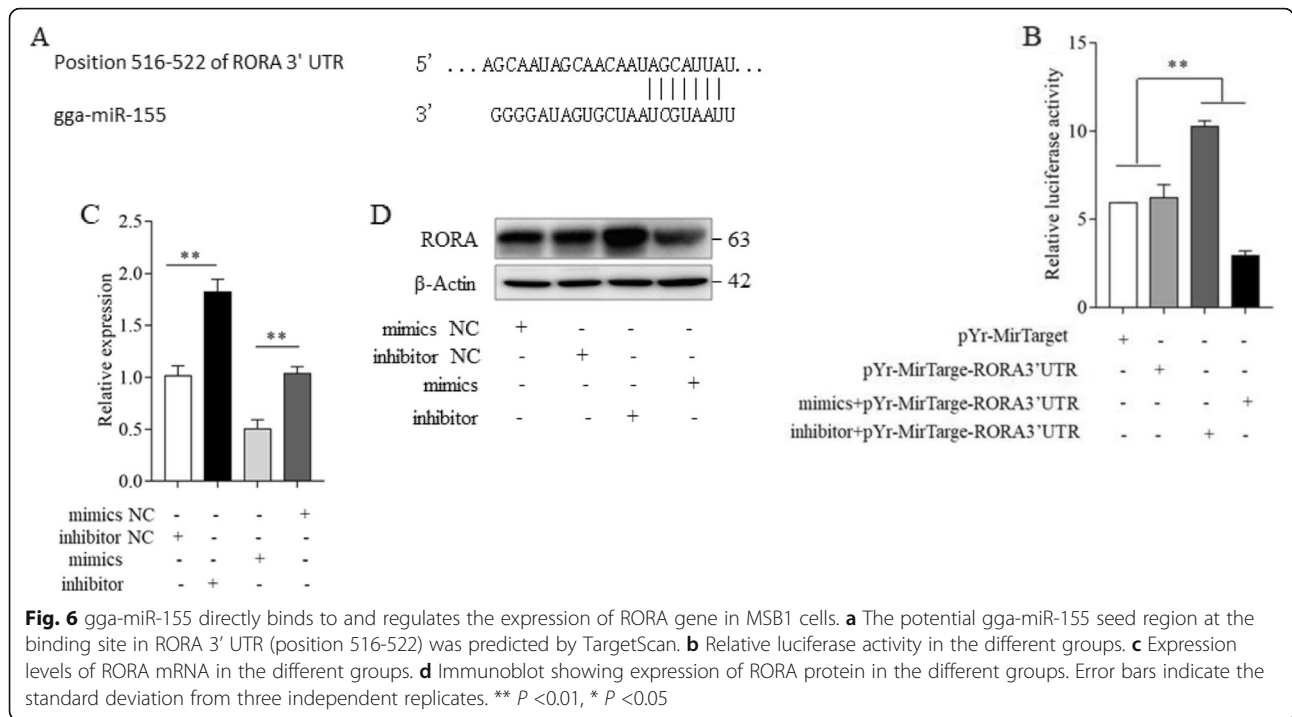 A
Position 516-522 of RORA 3' UTR 5' ...AGCAAUAGCAACAAUAGCAUUAU...
gga-miR-155 3' GGGGAUAGUGCUAAUCGUAAUU
B
Relative luciferase activity
15
10
5
0
**
pYr-MirTarget + - - -
pYr-MirTarge-RORA3'UTR - + - -
mimics+pYr-MirTarge-RORA3'UTR - - - +
inhibitor+pYr-MirTarge-RORA3'UTR - - + -
C
Relative expression
2.5
2.0
1.5
1.0
0.5
0.0
**
**
mimics NC - - - +
inhibitor NC + - - -
mimics - - + -
inhibitor - + - -
D
RORA - 63
β-Actin - 42
mimics NC + - - -
inhibitor NC - + - -
mimics - - - +
inhibitor - - + -
Fig. 6 gga-miR-155 directly binds to and regulates the expression of RORA gene in MSB1 cells. a The potential gga-miR-155 seed region at the
binding site in RORA 3′ UTR (position 516-522) was predicted by TargetScan. b Relative luciferase activity in the different groups. c Expression
levels of RORA mRNA in the different groups. d Immunoblot showing expression of RORA protein in the different groups. Error bars indicate the
standard deviation from three independent replicates. ** P <0.01, * P <0.05